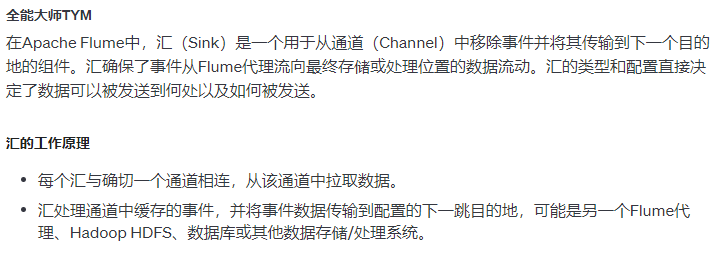 全能大师TYM
在Apache Flume中，汇（Sink）是一个用于从通道（Channel）中移除事件并将其传输到下一个目的
地的组件。汇确保了事件从Flume代理流向最终存储或处理位置的数据流动。汇的类型和配置直接决
定了数据可以被发送到何处以及如何被发送。
汇的工作原理
• 每个汇与确切一个通道相连，从该通道中拉取数据。
• 汇处理通道中缓存的事件，并将事件数据传输到配置的下一跳目的地，可能是另一个Flume代
理、Hadoop HDFS、数据库或其他数据存储/处理系统。